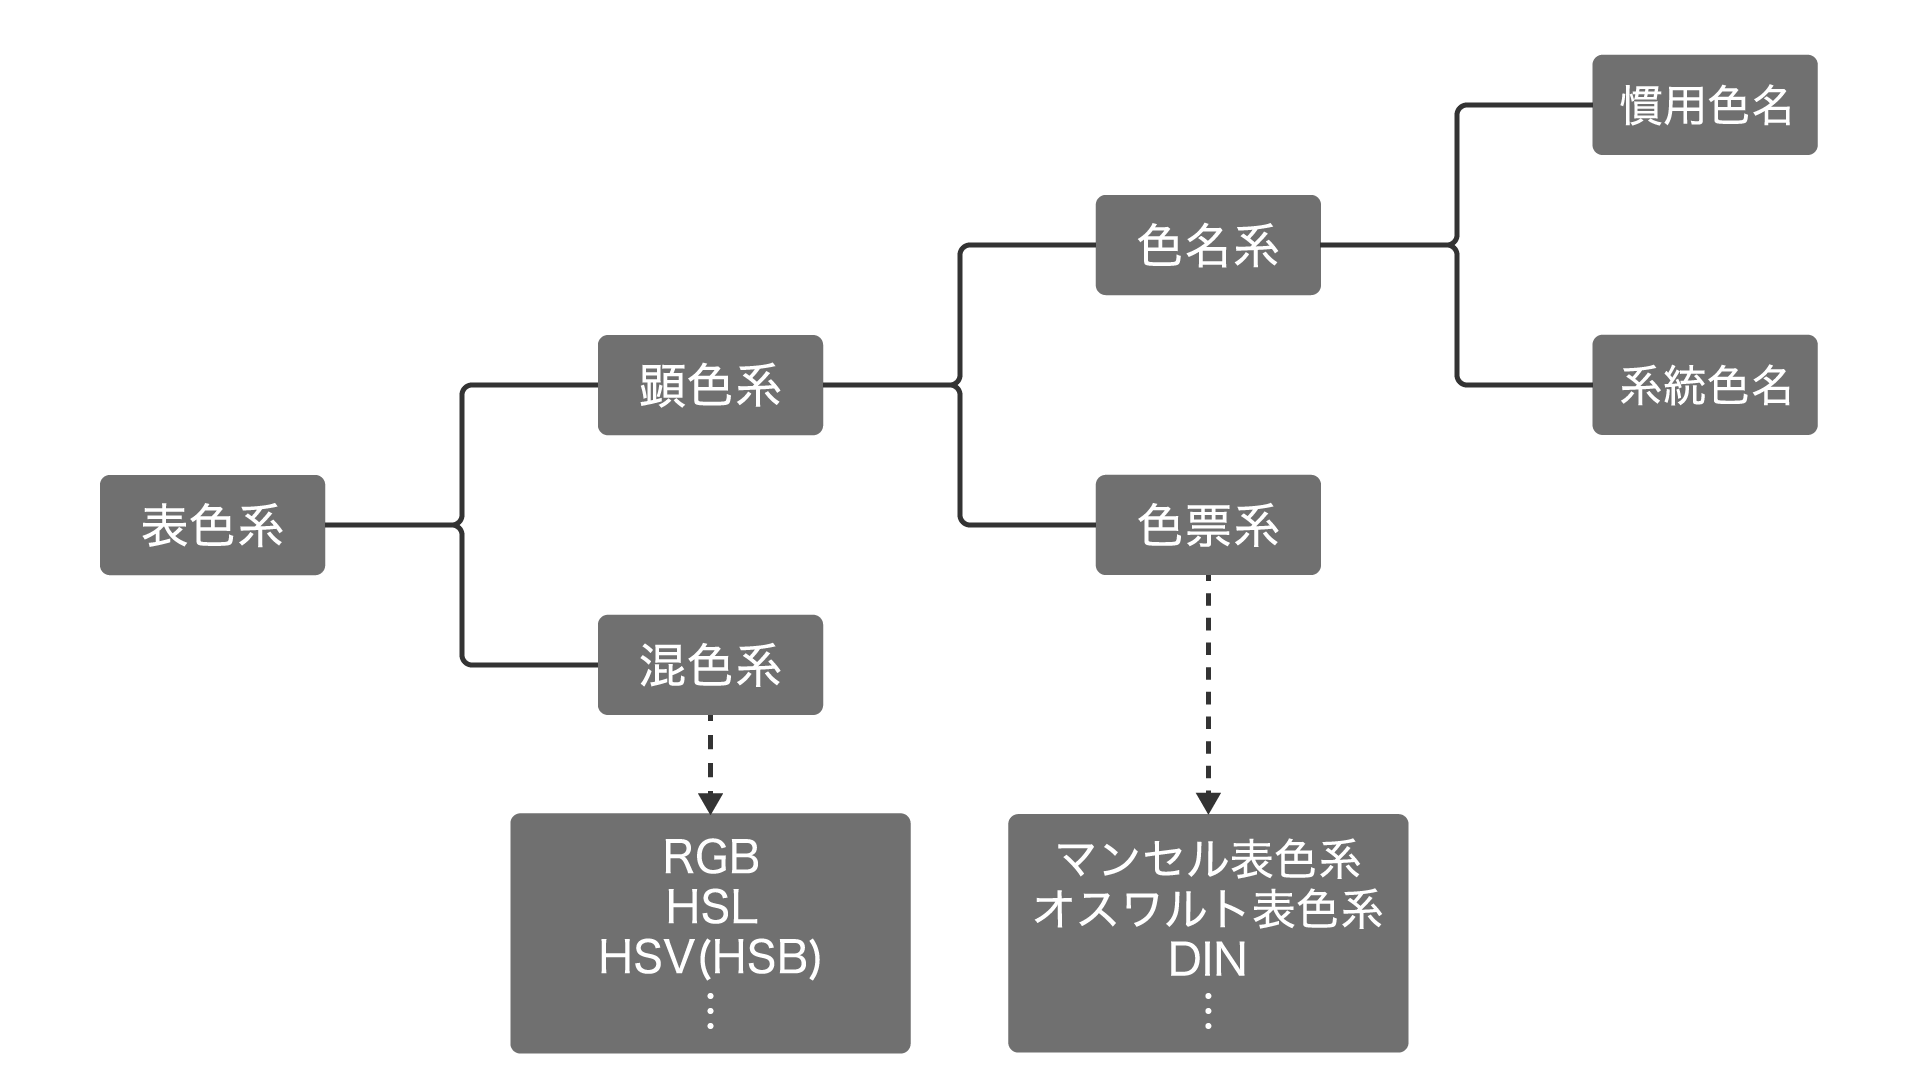 慣用色名
色名系
顕色系
系統色名
表色系
色票系
混色系
RGB
HSL
HSV(HSB)
⋮
マンセル表色系
オスワルト表色系
DIN
⋮